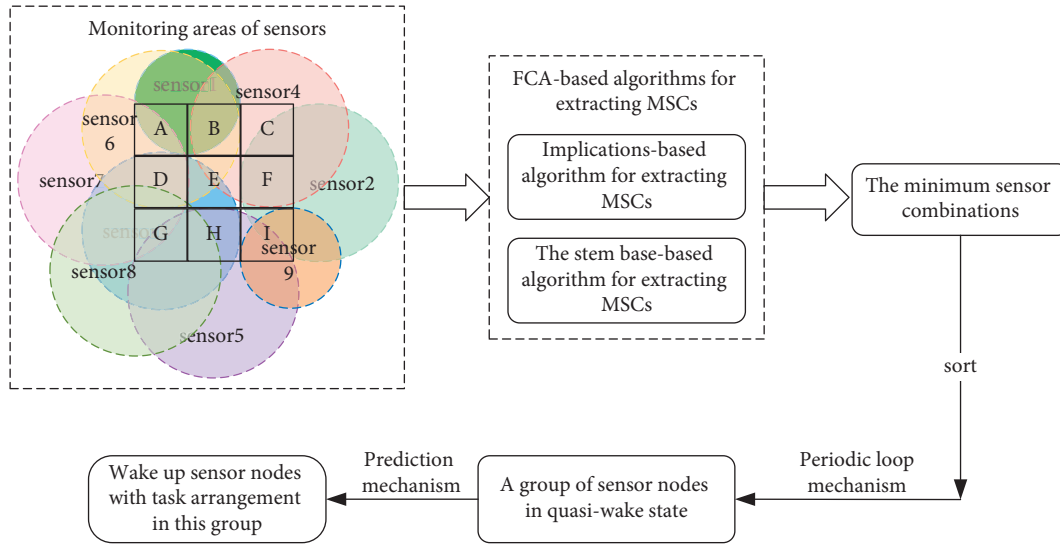 Monitoring areas of sensors
sensor
sensor4
sensor
6
A
B
C
sensor7
D
E
F
sensor2
G
H
I
sensor
9
sensor8
sensor5
FCA-based algorithms for
extracting MSCs
Implications-based
algorithm for extracting
MSCs
The stem base-based
algorithm for extracting
MSCs
The minimum sensor
combinations
sort
Periodic loop
mechanism
A group of sensor nodes
in quasi-wake state
Prediction
mechanism
Wake up sensor nodes
with task arrangement
in this group